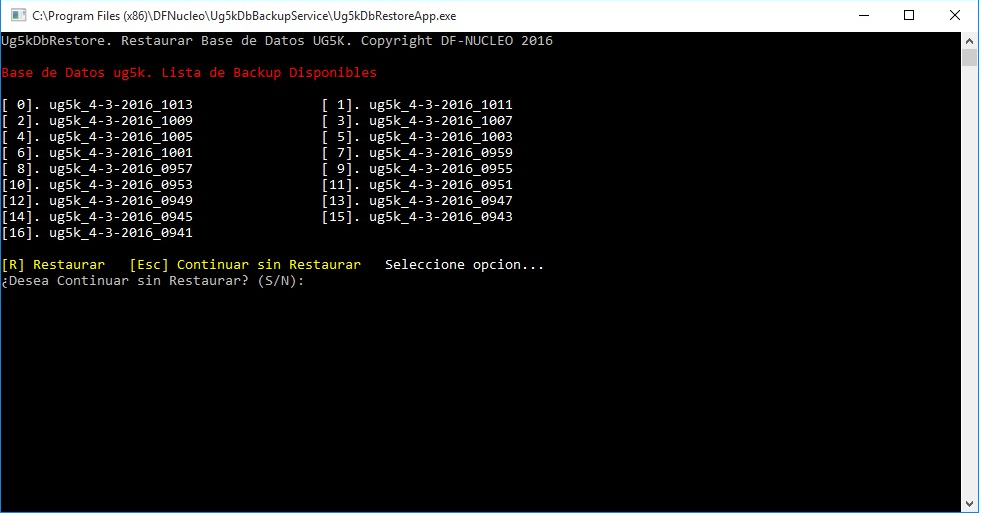 C:\Program Files (x86)\DFNucleo\Ug5kDbBackupService\Ug5kDbRestoreApp.exe
Ug5kDbRestore. Restaurar Base de Datos UG5K. Copyright DF-NUCLEO 2016
Base de Datos ug5k. Lista de Backup Disponibles
[ 0]. ug5k_4-3-2016_1013 [ 1]. ug5k_4-3-2016_1011
[ 2]. ug5k_4-3-2016_1009 [ 3]. ug5k_4-3-2016_1007
[ 4]. ug5k_4-3-2016_1005 [ 5]. ug5k_4-3-2016_1003
[ 6]. ug5k_4-3-2016_1001 [ 7]. ug5k_4-3-2016_0959
[ 8]. ug5k_4-3-2016_0957 [ 9]. ug5k_4-3-2016_0955
[10]. ug5k_4-3-2016_0953 [11]. ug5k_4-3-2016_0951
[12]. ug5k_4-3-2016_0949 [13]. ug5k_4-3-2016_0947
[14]. ug5k_4-3-2016_0945 [15]. ug5k_4-3-2016_0943
[16]. ug5k_4-3-2016_0941
[R] Restaurar [Esc] Continuar sin Restaurar Seleccione opcion...
¿Desea Continuar sin Restaurar? (S/N):